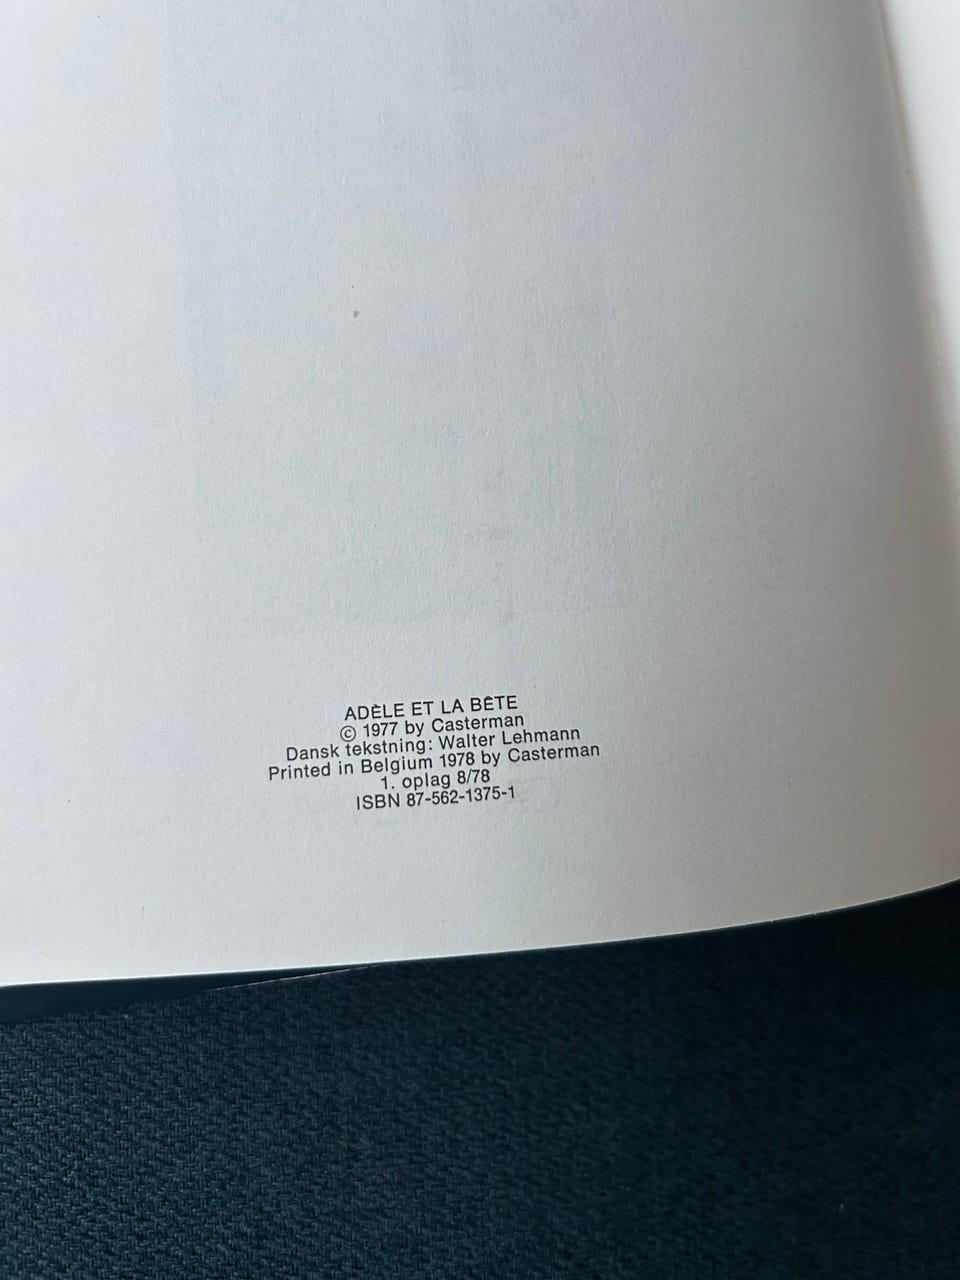 ADÈLE ET LA BÊTE
© 1977 by Casterman
Dansk tekstning: Walter Lehmann
Printed in Belgium 1978 by Casterman
1. oplag 8/78
ISBN 87-562-1375-1